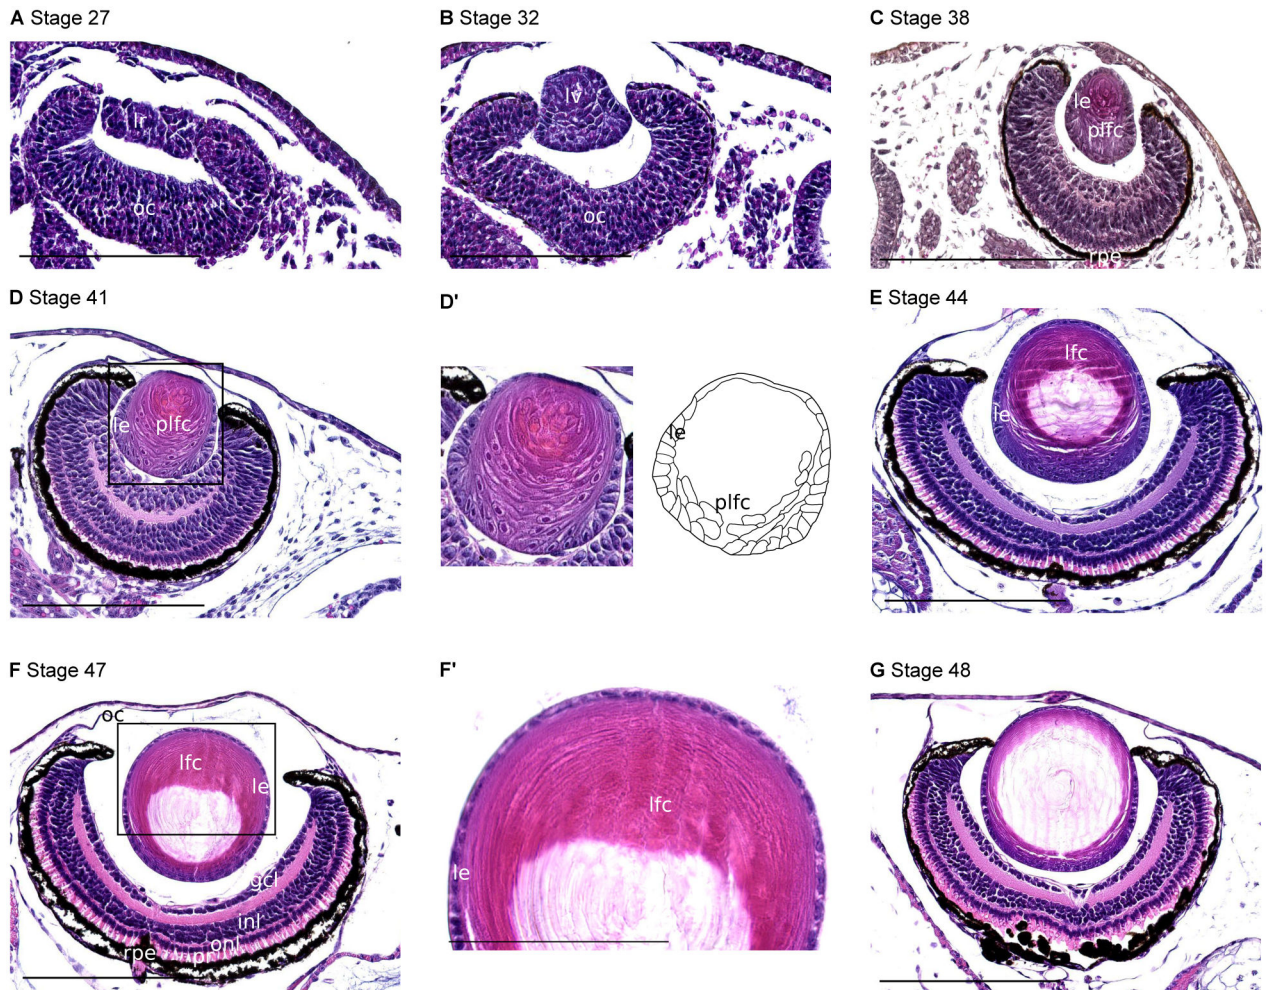 A Stage 27
B Stage 32
C Stage 38
lr
oc
lv
oc
le
plfc
rpe
D Stage 41
D'
E Stage 44
le
plfc
le
plfc
lfc
le
F Stage 47
F'
G Stage 48
oc
lfc
le
gcl
inl
onl
rpe
pr
lfc
le